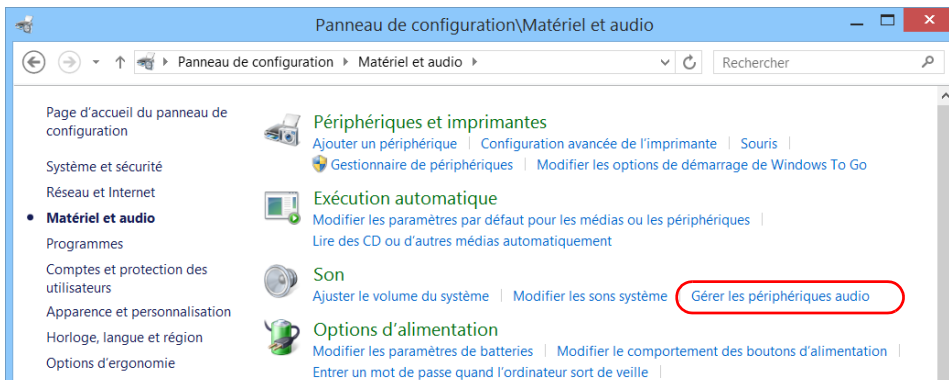 Panneau de configuration\Matériel et audio
Panneau de configuration Matériel et audio
Rechercher
Page d'accueil du panneau de
configuration
Système et sécurité
Réseau et Internet
Matériel et audio
Programmes
Comptes et protection des
utilisateurs
Apparence et personnalisation
Horloge, langue et région
Options d'ergonomie
Périphériques et imprimantes
Ajouter un périphérique Configuration avancée de l'imprimante Souris
Gestionnaire de périphériques Modifier les options de démarrage de Windows To Go
Exécution automatique
Modifier les paramètres par défaut pour les médias ou les périphériques
Lire des CD ou d'autres médias automatiquement
Son
Ajuster le volume du système Modifier les sons système Gérer les périphériques audio
Options d'alimentation
Modifier les paramètres de batteries Modifier le comportement des boutons d'alimentation
Entrer un mot de passe quand l'ordinateur sort de veille